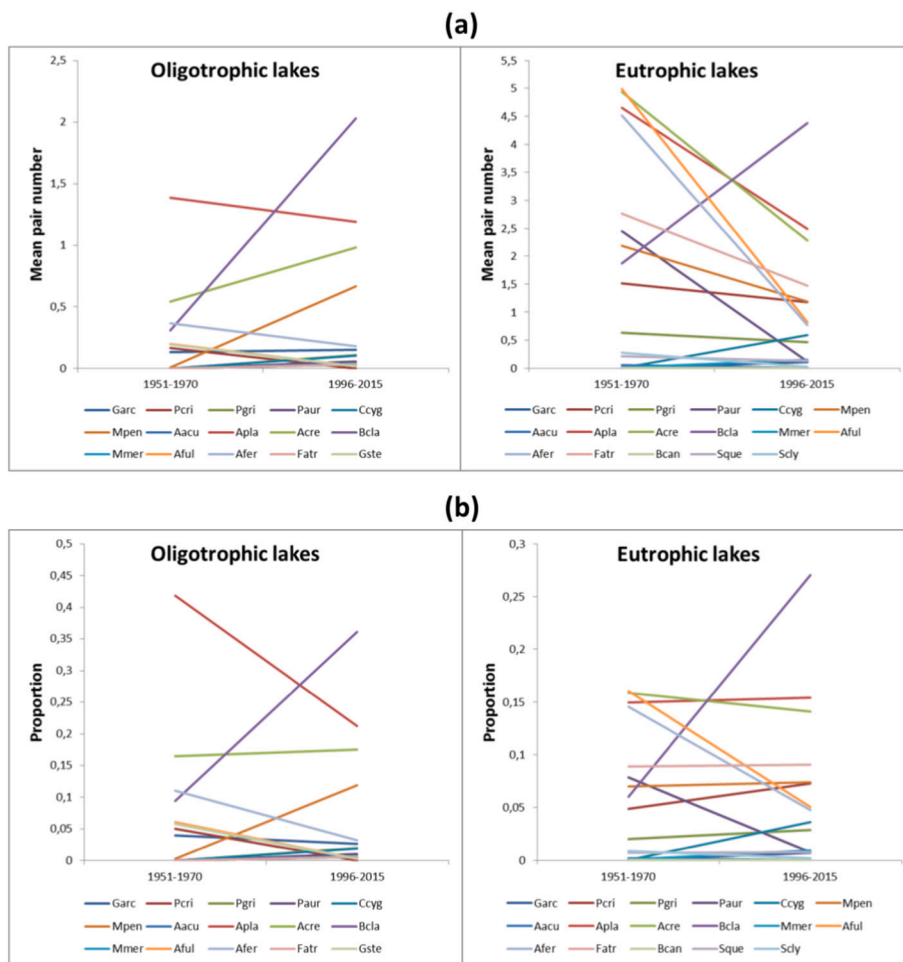 (a)
Oligotrophic lakes
Mean pair number
2,5
2
1,5
1
0,5
0
1951-1970 1996-2015
Garc Pcri Pgri Paur Ccyg
Mpen Aacu Apla Acre Bcla
Mmer Aful Afer Fatr Gste
Eutrophic lakes
Mean pair number
5,5
5
4,5
4
3,5
3
2,5
2
1,5
1
0,5
0
1951-1970 1996-2015
Garc Pcri Pgri Paur Ccyg Mpen
Aacu Apla Acre Bcla Mmer Aful
Afer Fatr Bcan Sque Scly
(b)
Oligotrophic lakes
Proportion
0,5
0,45
0,4
0,35
0,3
0,25
0,2
0,15
0,1
0,05
0
1951-1970 1996-2015
Garc Pcri Pgri Paur Ccyg
Mpen Aacu Apla Acre Bcla
Mmer Aful Afer Fatr Gste
Eutrophic lakes
Proportion
0,3
0,25
0,2
0,15
0,1
0,05
0
1951-1970 1996-2015
Garc Pcri Pgri Paur Ccyg Mpen
Aacu Apla Acre Bcla Mmer Aful
Afer Fatr Bcan Sque Scly